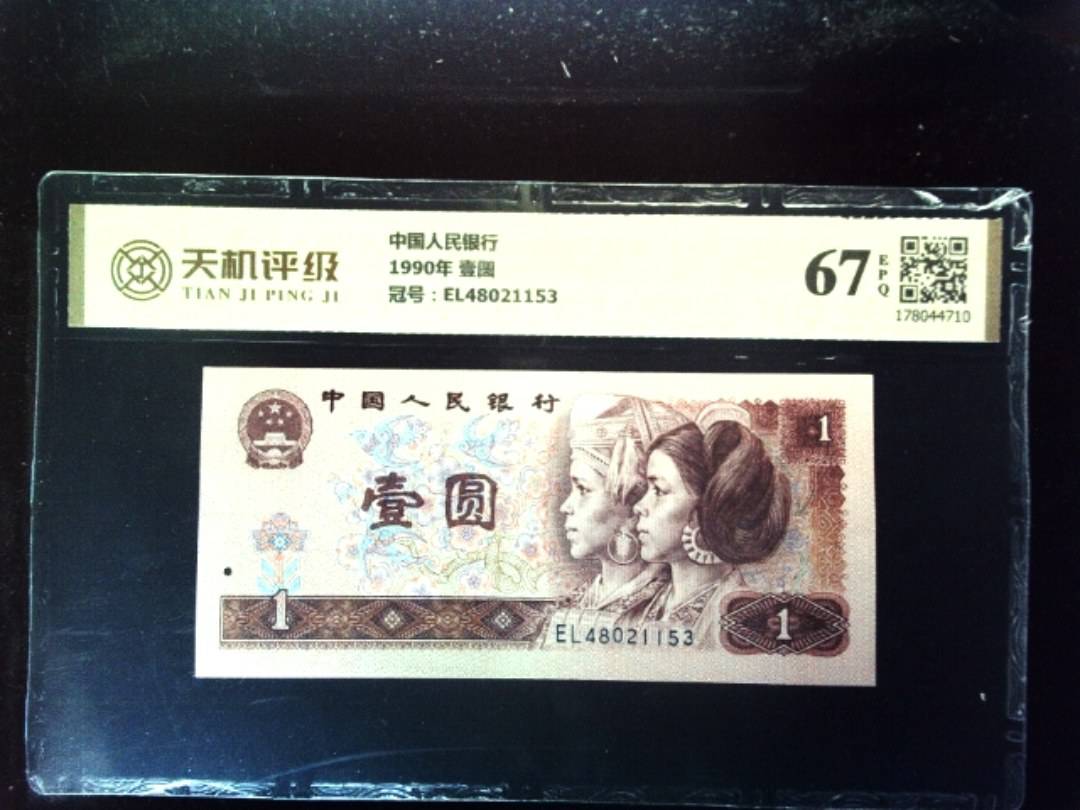 天机评级
TIAN JI PING JI
中国人民银行
1990年 壹圆
冠号：EL48021153
67
EPQ
178044710
中国人民银行
壹圆
1
1
1
EL48021153